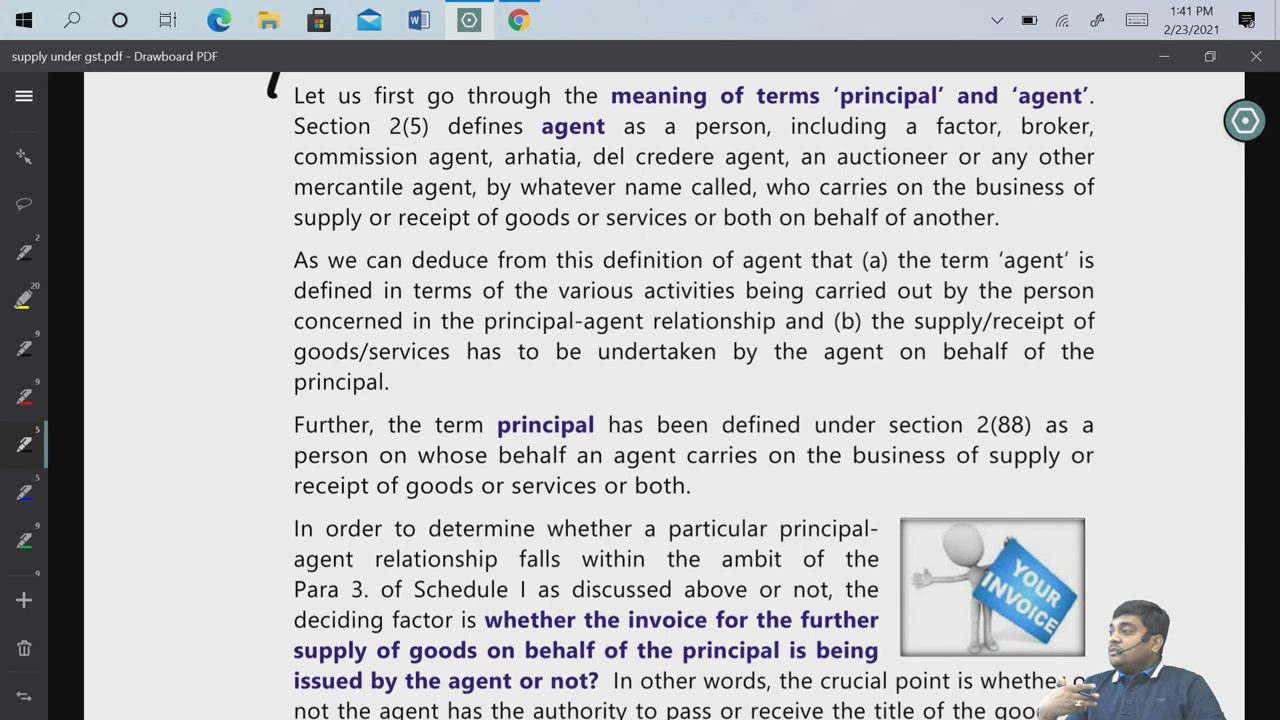 1:41 PM
2/23/2021
supply under gst.pdf - Drawboard PDF
Let us first go through the meaning of terms ‘principal’ and ‘agent’.
Section 2(5) defines agent as a person, including a factor, broker,
commission agent, arhatia, del credere agent, an auctioneer or any other
mercantile agent, by whatever name called, who carries on the business of
supply or receipt of goods or services or both on behalf of another.
As we can deduce from this definition of agent that (a) the term ‘agent’ is
defined in terms of the various activities being carried out by the person
concerned in the principal-agent relationship and (b) the supply/receipt of
goods/services has to be undertaken by the agent on behalf of the
principal.
Further, the term principal has been defined under section 2(88) as a
person on whose behalf an agent carries on the business of supply or
receipt of goods or services or both.
In order to determine whether a particular principal-
agent relationship falls within the ambit of the
Para 3. of Schedule I as discussed above or not, the
deciding factor is whether the invoice for the further
supply of goods on behalf of the principal is being
issued by the agent or not? In other words, the crucial point is whether
not the agent has the authority to pass or receive the title of the
YOUR
INVOICE
2
20
9
9
5
5
9
9